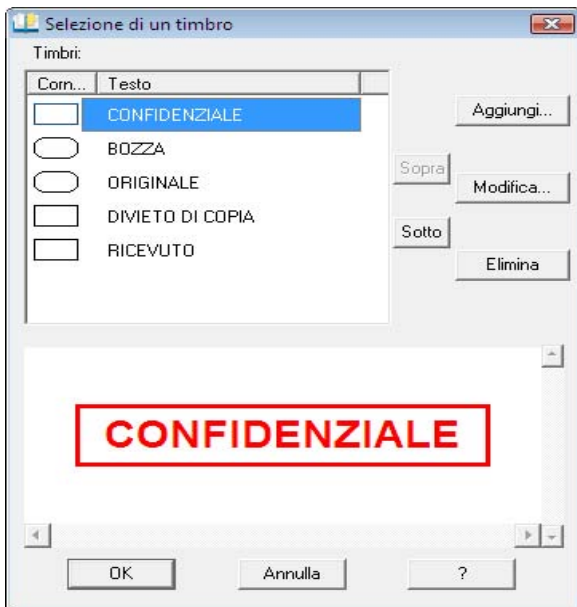 Selezione di un timbro
Timbri:
Corn... Testo
CONFIDENZIALE
BOZZA
ORIGINALE
DIVIETO DI COPIA
RICEVUTO
Aggiungi...
Sopra
Modifica...
Sotto
Elimina
CONFIDENZIALE
OK Annulla ?